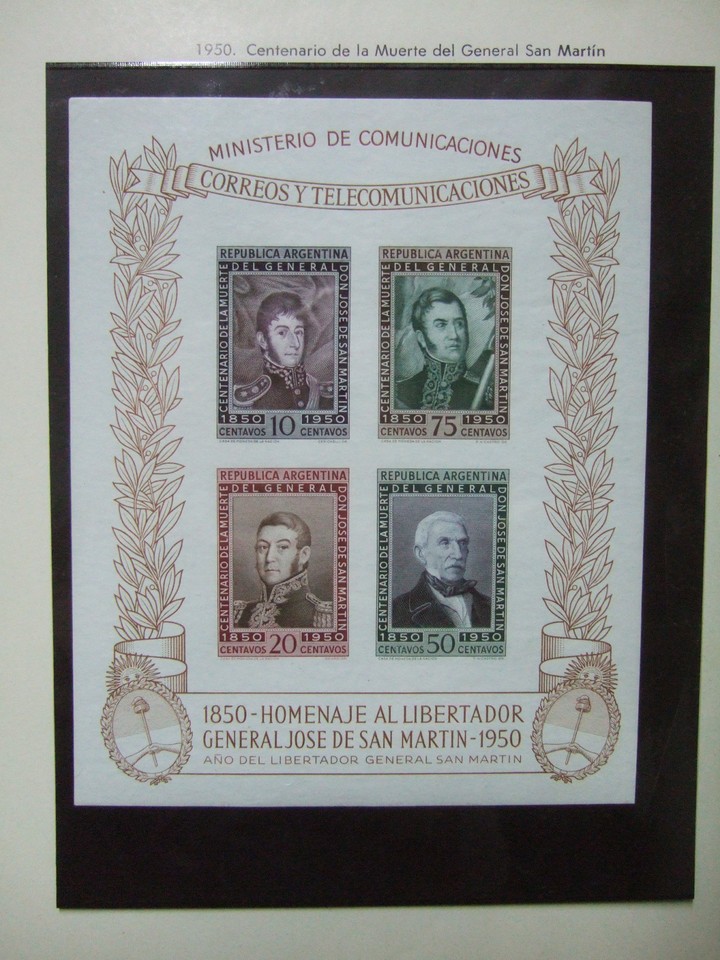 1950. Centenario de la Muerte del General San Martín
MINISTERIO DE COMUNICACIONES
CORREOS Y TELECOMUNICACIONES
REPUBLICA ARGENTINA
CENTENARIO DE LA MUERTE
DEL GENERAL
DON JOSE DE SAN MARTIN
1850 1950
CENTAVOS 10 CENTAVOS
REPUBLICA ARGENTINA
CENTENARIO DE LA MUERTE
DEL GENERAL
DON JOSE DE SAN MARTIN
1850 1950
CENTAVOS 75 CENTAVOS
REPUBLICA ARGENTINA
CENTENARIO DE LA MUERTE
DEL GENERAL
DON JOSE DE SAN MARTIN
1850 1950
CENTAVOS 20 CENTAVOS
REPUBLICA ARGENTINA
CENTENARIO DE LA MUERTE
DEL GENERAL
DON JOSE DE SAN MARTIN
1850 1950
CENTAVOS 50 CENTAVOS
1850-HOMENAJE AL LIBERTADOR
GENERAL JOSE DE SAN MARTIN-1950
AÑO DEL LIBERTADOR GENERAL SAN MARTIN